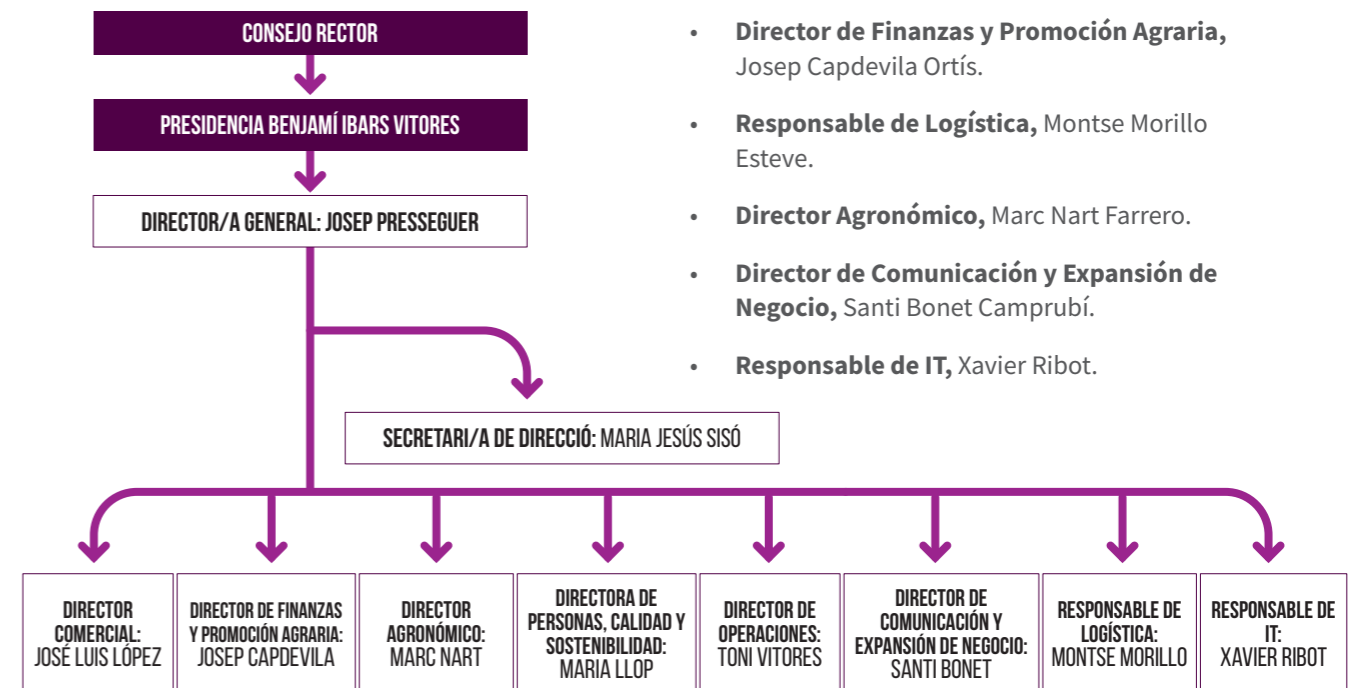 CONSEJO RECTOR
PRESIDENCIA BENJAMÍ IBARS VITORES
DIRECTOR/A GENERAL: JOSEP PRESSEGUER
• Director de Finanzas y Promoción Agraria,
Josep Capdevila Ortís.
• Responsable de Logística, Montse Morillo
Esteve.
• Director Agronómico, Marc Nart Farrero.
• Director de Comunicación y Expansión de
Negocio, Santi Bonet Camprubí.
• Responsable de IT, Xavier Ribot.
SECRETARI/A DE DIRECCIÓ: MARIA JESÚS SISÓ
DIRECTOR
COMERCIAL:
JOSÉ LUIS LÓPEZ
DIRECTOR DE FINANZAS
Y PROMOCIÓN AGRARIA:
JOSEP CAPDEVILA
DIRECTOR
AGRONÓMICO:
MARC NART
DIRECTORA DE
PERSONAS, CALIDAD Y
SOSTENIBILIDAD:
MARIA LLOP
DIRECTOR DE
OPERACIONES:
TONI VITORES
DIRECTOR DE
COMUNICACIÓN Y
EXPANSIÓN DE NEGOCIO:
SANTI BONET
RESPONSABLE DE
LOGÍSTICA:
MONTSE MORILLO
RESPONSABLE DE
IT:
XAVIER RIBOT